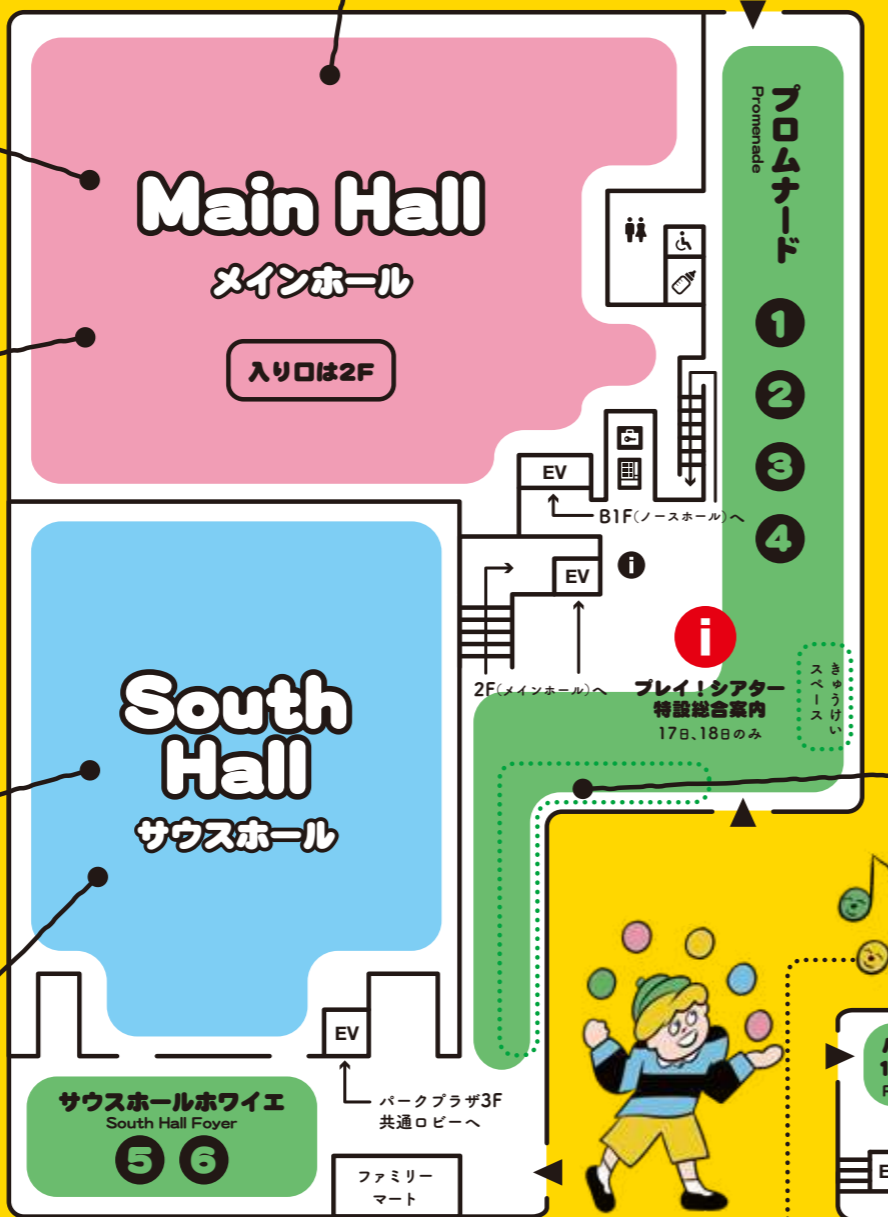 プロムナード
Promenade
1
2
3
4
Main Hall
メインホール
入り口は2F
EV
B1F(ノースホール)へ
EV
i
2F(メインホール)へ
i
プレイ！シアター
特設総合案内
17日、18日のみ
きゅうけい
スペース
South
Hall
サウスホール
EV
パークプラザ3F
共通ロビーへ
サウスホールホワイエ
South Hall Foyer
5 6
ファミリー
マート